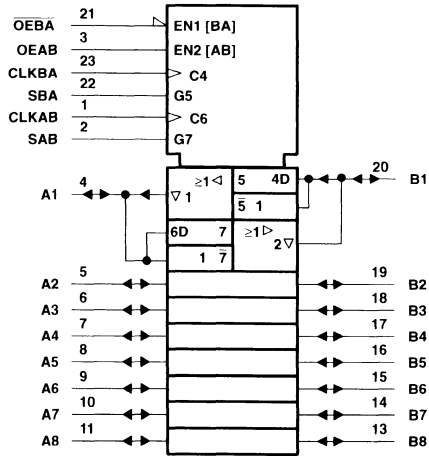 21
OEBA EN1 [BA]
3
OEAB EN2 [AB]
23
CLKBA C4
22
SBA G5
1
CLKAB C6
2
SAB G7
4 ≥1 5 4D 20
A1 1 5 1 B1
6D 7 ≥1
1 7 2
5 19
A2 B2
6 18
A3 B3
7 17
A4 B4
8 16
A5 B5
9 15
A6 B6
10 14
A7 B7
11 13
A8 B8